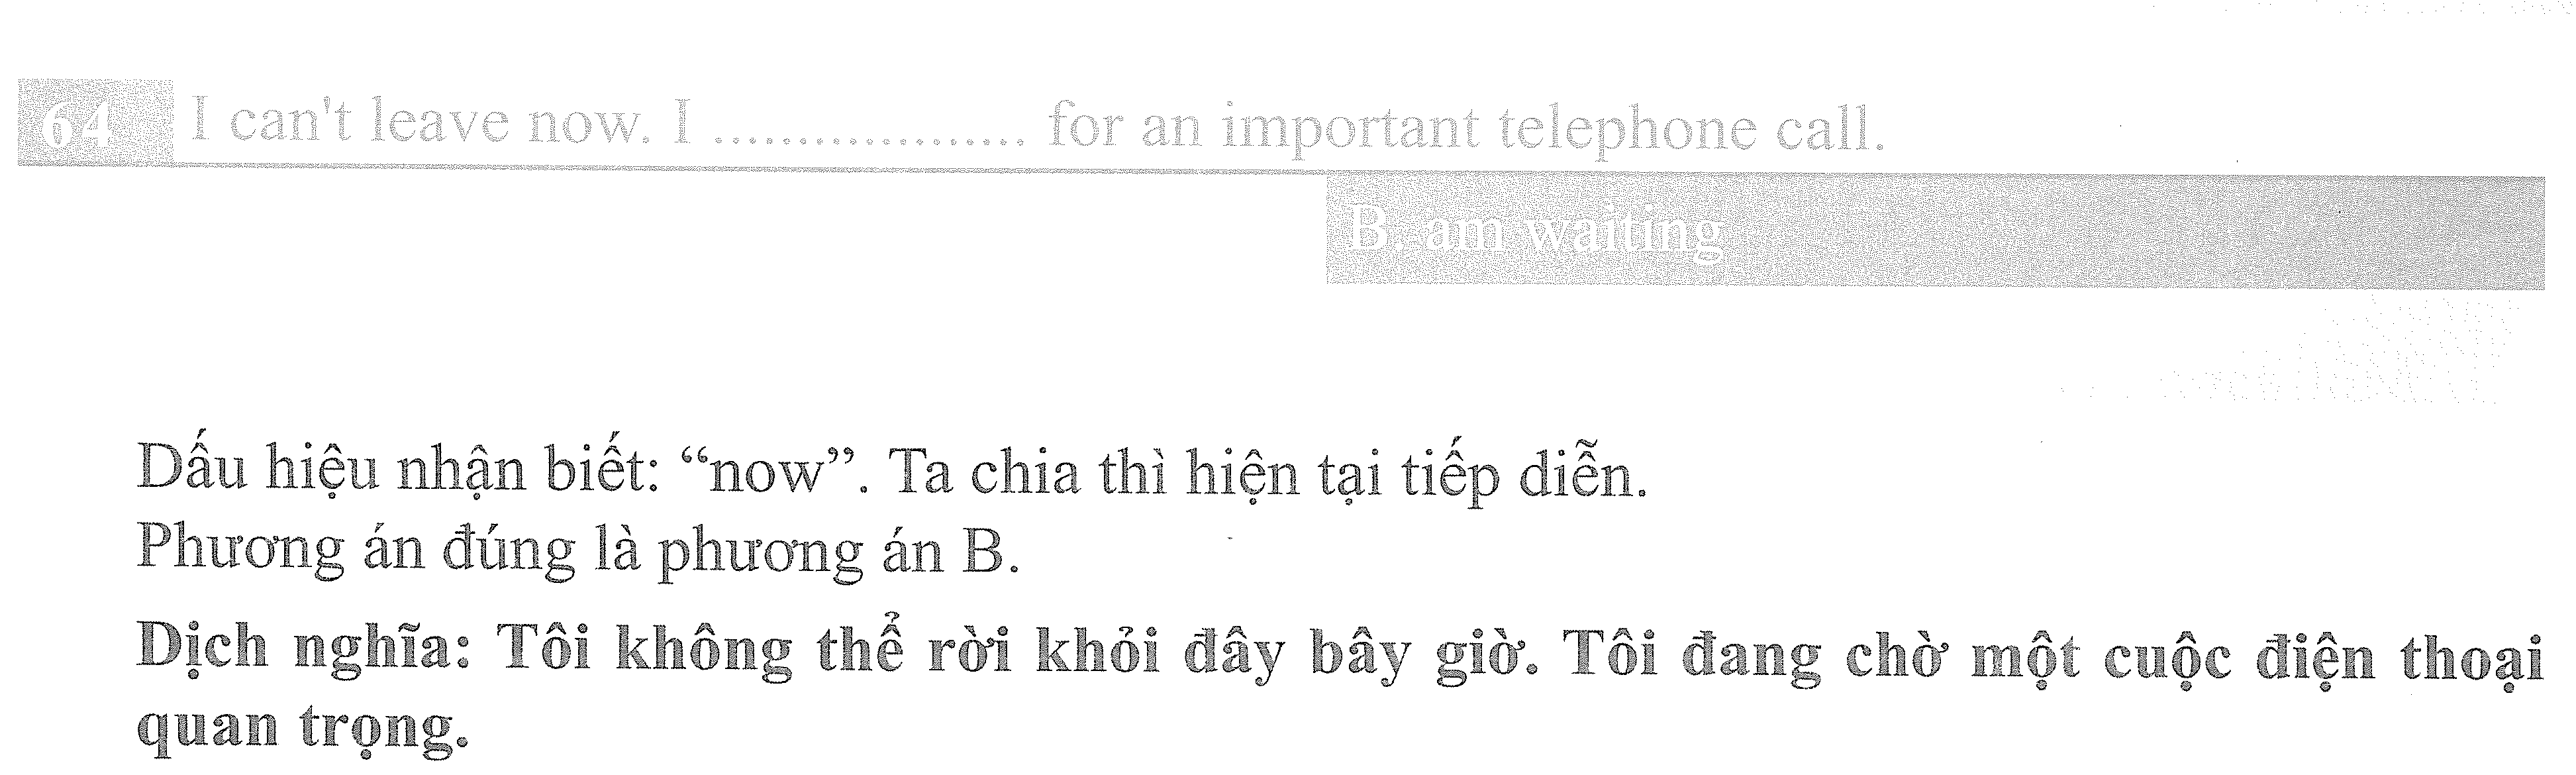 64 I can't leave now. I .................. for an important telephone call.
B. am waiting
Dấu hiệu nhận biết: “now”. Ta chia thì hiện tại tiếp diễn.
Phương án đúng là phương án B.
Dịch nghĩa: Tôi không thể rời khỏi đây bây giờ. Tôi đang chờ một cuộc điện thoại
quan trọng.